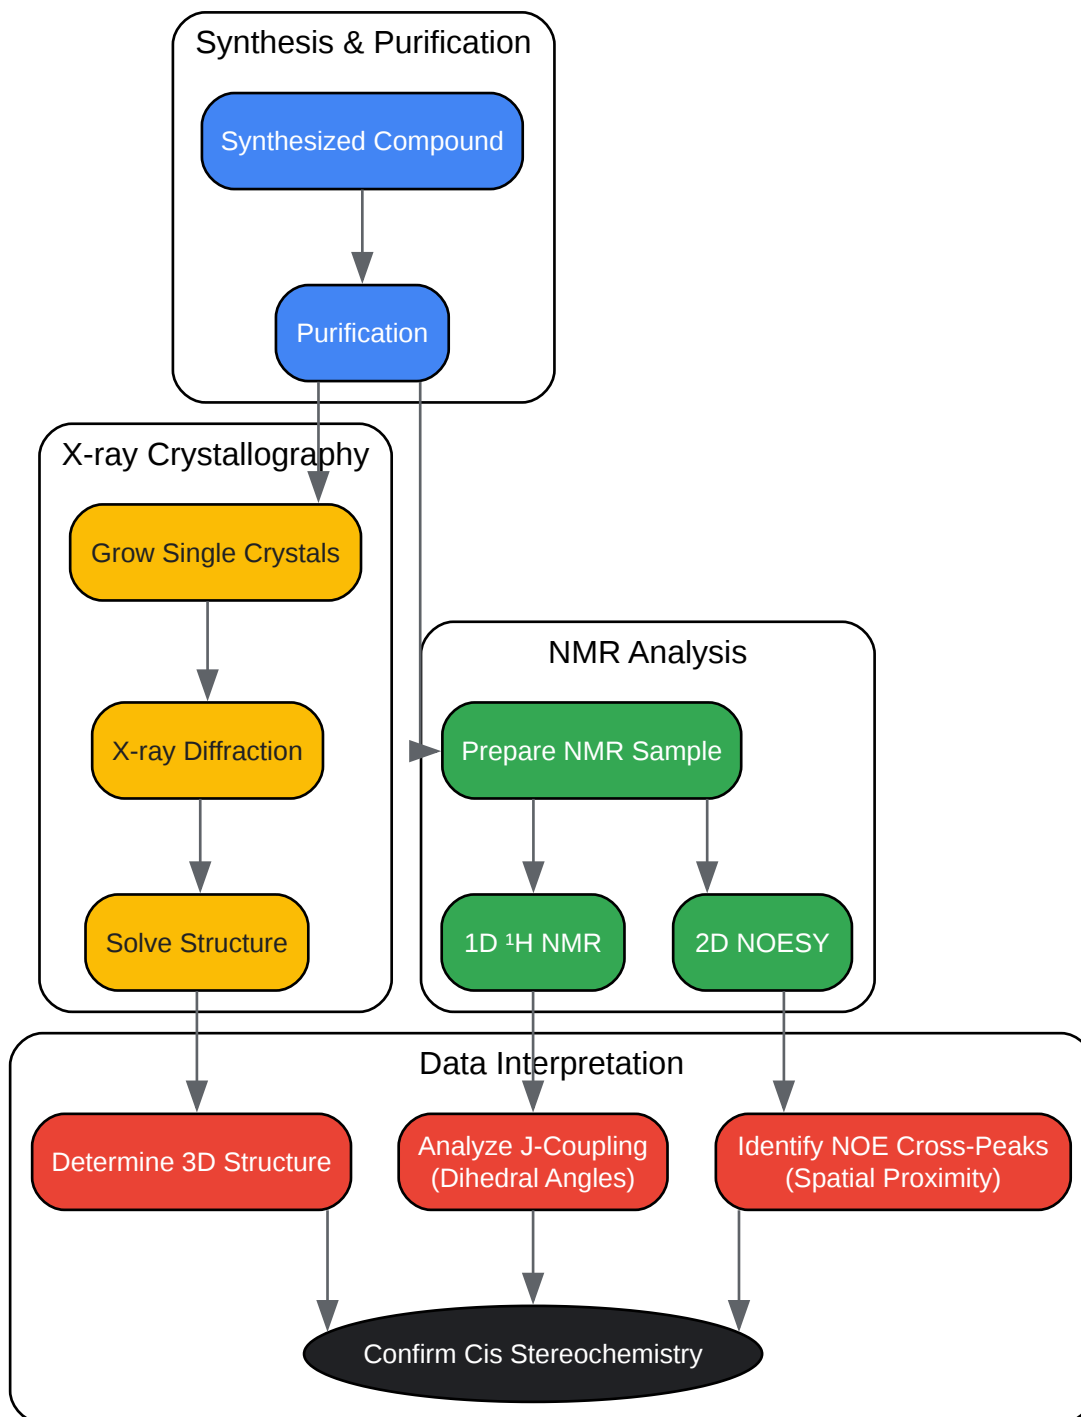 Synthesis & Purification
Synthesized Compound
Purification
X-ray Crystallography
Grow Single Crystals
X-ray Diffraction
Solve Structure
NMR Analysis
Prepare NMR Sample
1D ¹H NMR
2D NOESY
Data Interpretation
Determine 3D Structure
Analyze J-Coupling
(Dihedral Angles)
Identify NOE Cross-Peaks
(Spatial Proximity)
Confirm Cis Stereochemistry